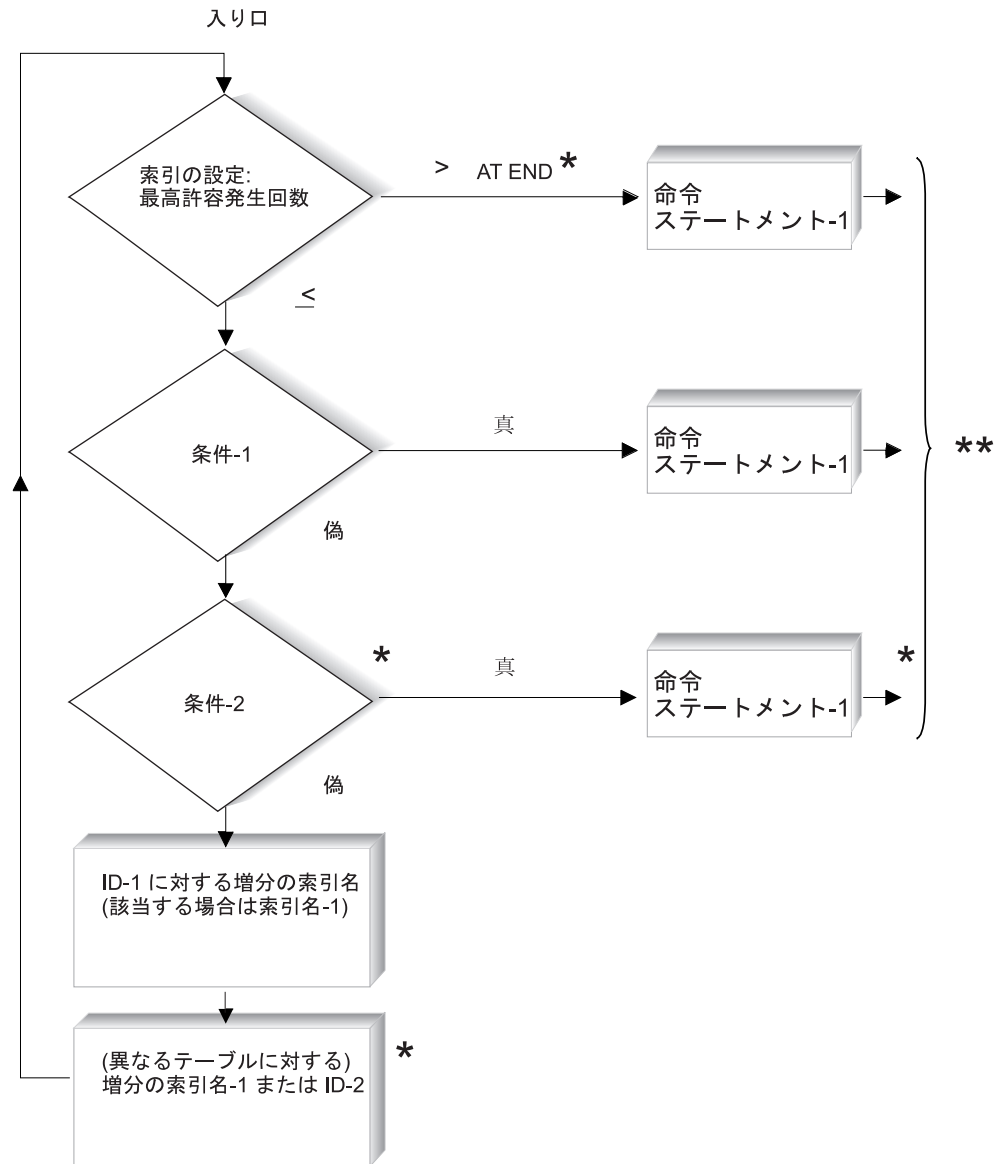 入り口
索引の設定:
最高許容発生回数
> AT END *
命令
ステートメント-1
≤
条件-1
真
命令
ステートメント-1
**
偽
条件-2
*
真
命令
ステートメント-1
*
偽
ID-1 に対する増分の索引名
(該当する場合は索引名-1)
(異なるテーブルに対する)
増分の索引名-1 または ID-2
*